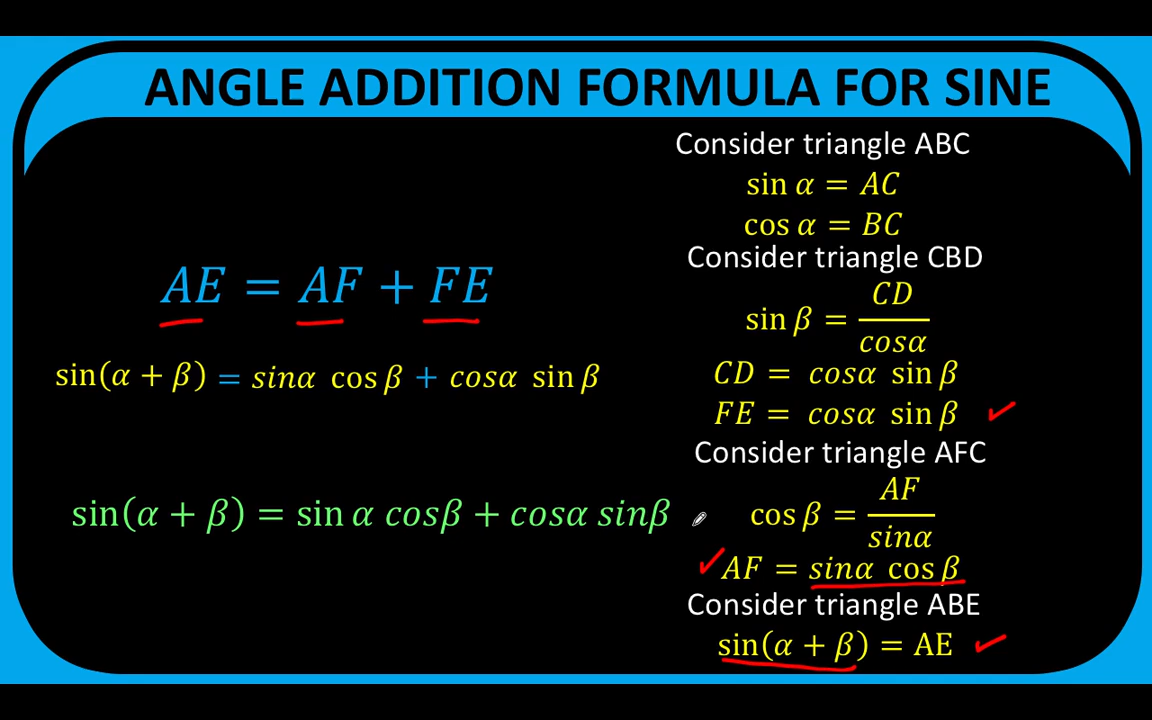 ANGLE ADDITION FORMULA FOR SINE
AE = AF + FE
sin(α + β) = sinα cos β + cosα sin β
sin(α + β) = sin α cosβ + cosα sinβ
Consider triangle ABC
sin α = AC
cos α = BC
Consider triangle CBD
sin β = CD/cosα
CD = cosα sin β
FE = cosα sin β
Consider triangle AFC
cos β = AF/sinα
AF = sinα cos β
Consider triangle ABE
sin(α + β) = AE